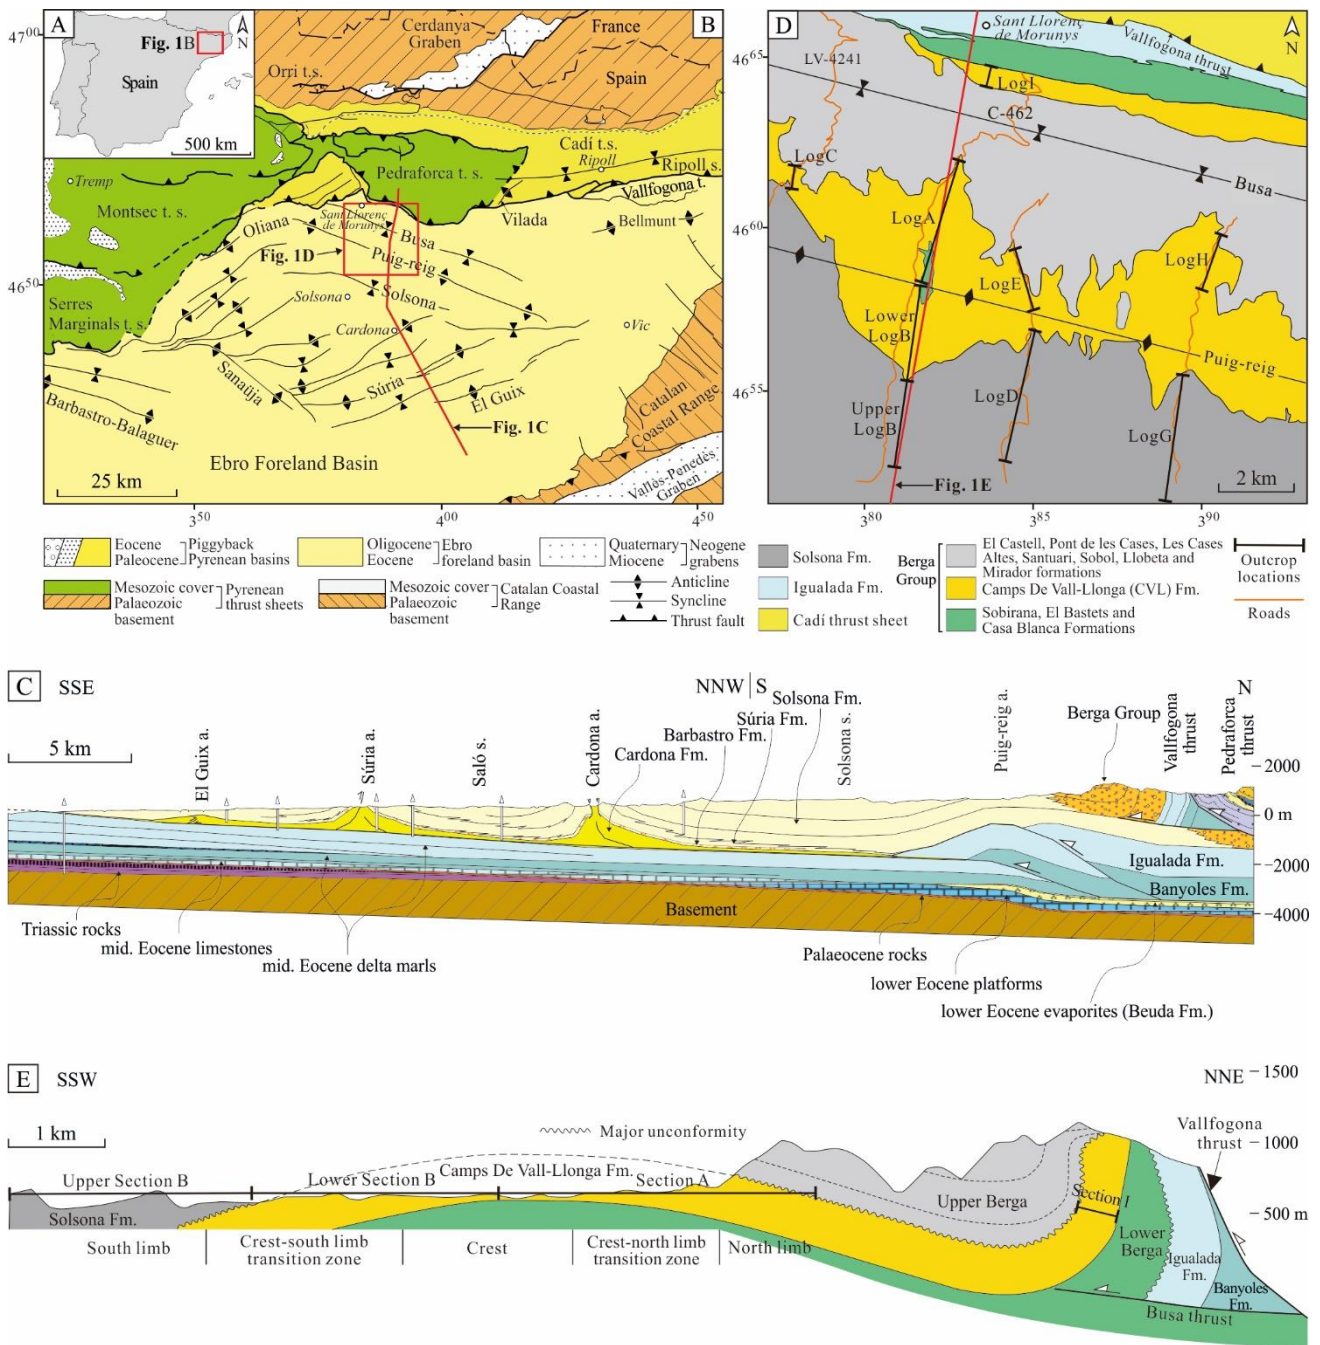 A
B
D
Fig. 1B
N
Spain
500 km
Cerdanya
Graben
France
Spain
Orri t.s.
Cadí t.s.
Ripoll
Ripoll s.
Pedraforca t. s.
Vallfogona t.
Tremp
Montsec t. s.
Oliana
Sant Llorenç
de Morunys
Busa
Vilada
Bellmunt
Fig. 1D
Puig-reig
Solsona
Solsona
Serres
Marginals t. s.
Cardona
Vic
Sanaüja
Súria
El Guix
Barbastro-Balaguer
Fig. 1C
Catalan
Coastal Range
Ebro Foreland Basin
Vallès-Penedès
Graben
25 km
4700
4650
350
400
450
Sant Llorenç
de Morunys
Vallfogona thrust
N
LV-4241
LogI
C-462
LogC
Busa
LogA
LogH
LogE
Lower
LogB
Puig-reig
Upper
LogB
LogD
LogG
Fig. 1E
2 km
4665
4660
4655
380
385
390
Eocene
Paleocene
Piggyback
Pyrenean basins
Oligocene
Eocene
Ebro
foreland basin
Quaternary
Miocene
Neogene
grabens
Mesozoic cover
Palaeozoic
basement
Pyrenean
thrust sheets
Mesozoic cover
Palaeozoic
basement
Catalan Coastal
Range
Anticline
Syncline
Thrust fault
Solsona Fm.
Igualada Fm.
Cadí thrust sheet
Berga
Group
El Castell, Pont de les Cases, Les Cases
Altes, Santuari, Sobol, Llobeta and
Mirador formations
Camps De Vall-Llonga (CVL) Fm.
Sobirana, El Bastets and
Casa Blanca Formations
Outcrop
locations
Roads
C SSE
NNW S
N
5 km
El Guix a.
Súria a.
Saló s.
Cardona a.
Cardona Fm.
Barbastro Fm.
Súria Fm.
Solsona Fm.
Solsona s.
Puig-reig a.
Berga Group
Vallfogona
thrust
Pedraforca
thrust
2000
0 m
-2000
-4000
Igualada Fm.
Banyoles Fm.
Basement
Triassic rocks
mid. Eocene limestones
mid. Eocene delta marls
Palaeocene rocks
lower Eocene platforms
lower Eocene evaporites (Beuda Fm.)
E SSW
NNE
1500
1000
500 m
1 km
Major unconformity
Vallfogona
thrust
Camps De Vall-Llonga Fm.
Upper Section B
Lower Section B
Section A
Solsona Fm.
Upper Berga
Section I
Lower
Berga
Igualada
Fm.
Banyoles
Fm.
Busa thrust
South limb
Crest-south limb
transition zone
Crest
Crest-north limb
transition zone
North limb